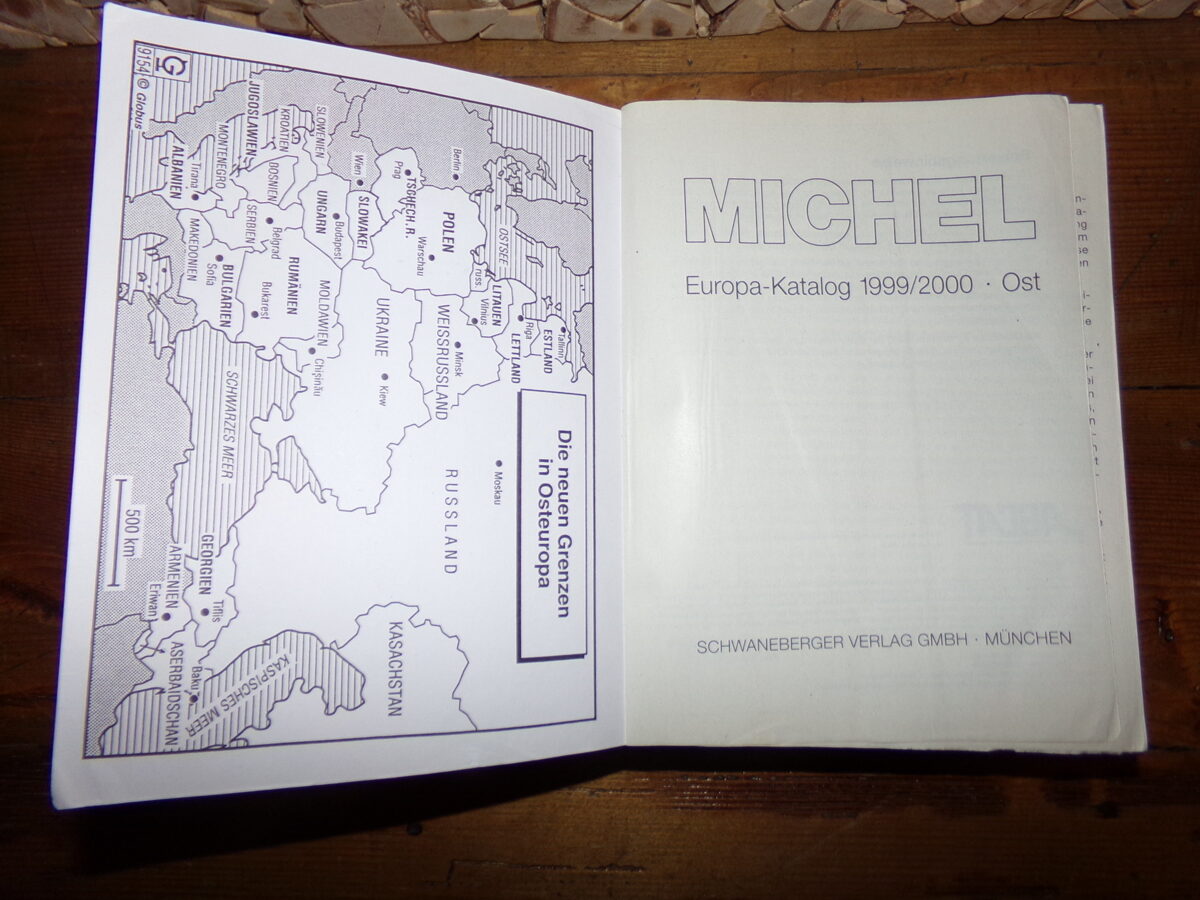 Die neuen Grenzen
in Osteuropa
ESTLAND
Tallinn
LETTLAND
Riga
LITAUEN
Vilnius
russ.
OSTSEE
Berlin
POLEN
Warschau
WEISSRUSSLAND
Minsk
Moskau
RUSSLAND
TSCHECH. R.
Prag
SLOWAKEI
Wien
UKRAINE
Kiew
KASACHSTAN
UNGARN
Budapest
SLOWENIEN
KROATIEN
JUGOSLAWIEN
MOLDAWIEN
Chişinău
RUMÄNIEN
Bukarest
BOSNIEN
SERBIEN
Belgrad
MONTENEGRO
BULGARIEN
Sofia
ALBANIEN
Tirana
MAKEDONIEN
SCHWARZES MEER
GEORGIEN
Tiflis
ARMENIEN
Eriwan
ASERBAIDSCHAN
Baku
KASPISCHES MEER
500 km
G
9154 © Globus
MICHEL
Europa-Katalog 1999/2000 · Ost
SCHWANEBERGER VERLAG GMBH · MÜNCHEN